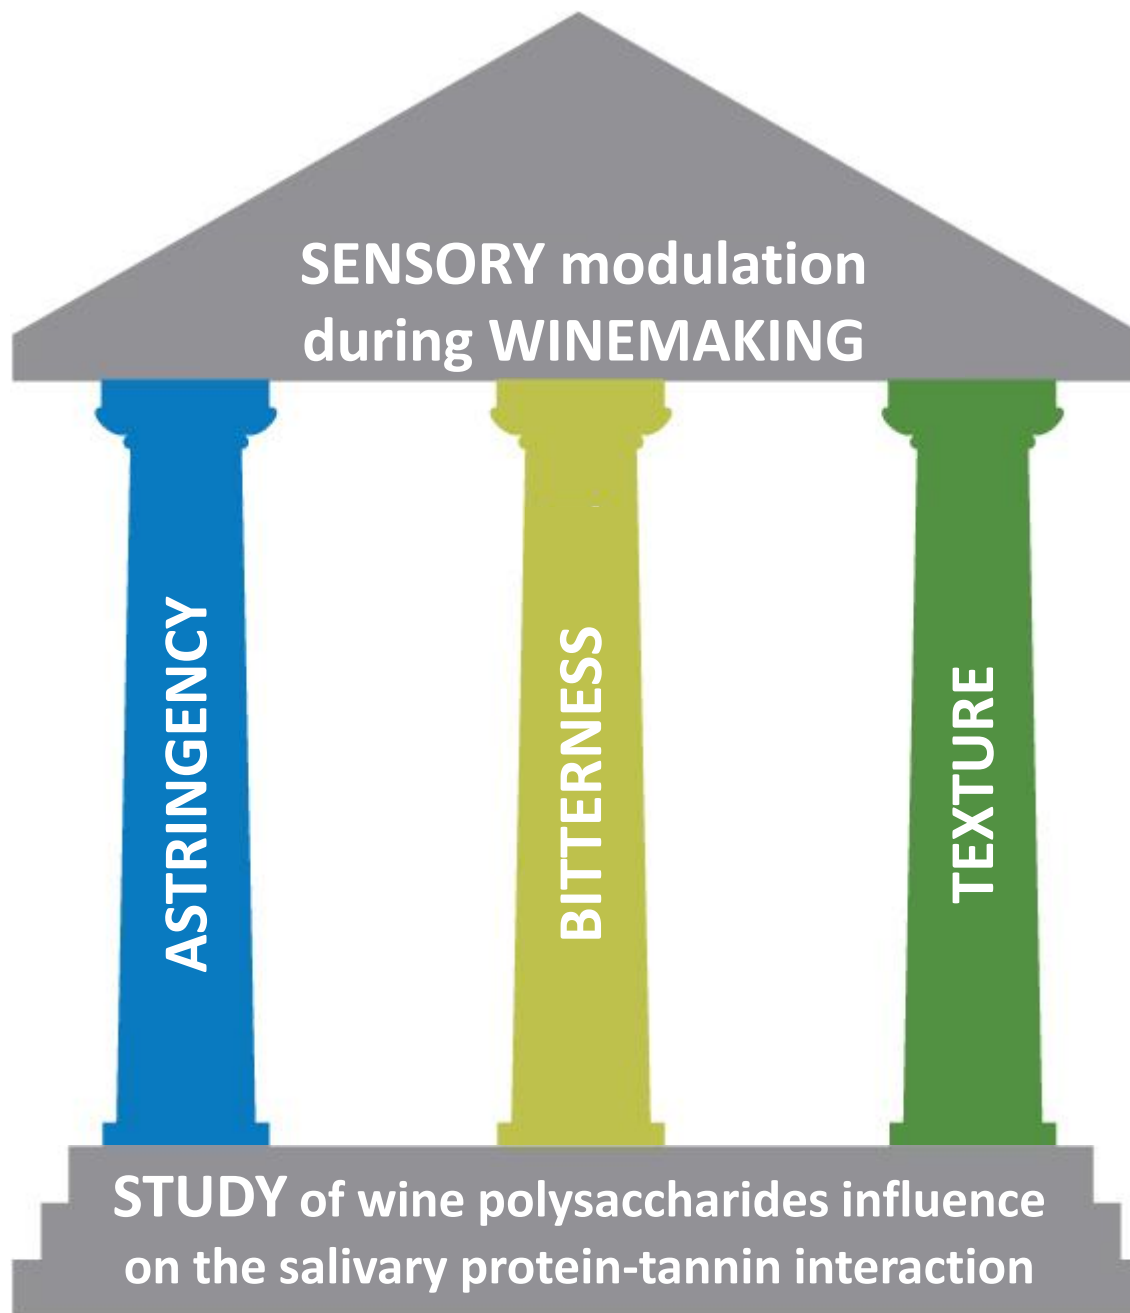 SENSORY modulation
during WINEMAKING
ASTRINGENCY
BITTERNESS
TEXTURE
STUDY of wine polysaccharides influence
on the salivary protein-tannin interaction